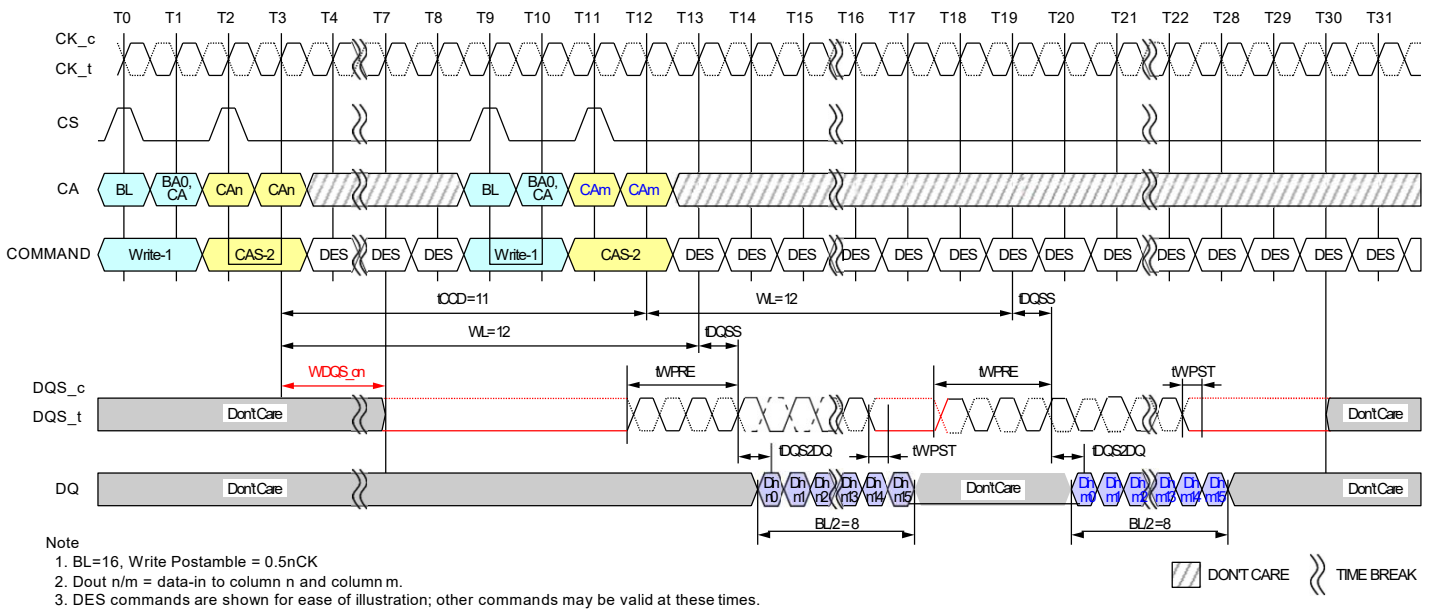 T0 T1 T2 T3 T4 T7 T8 T9 T10 T11 T12 T13 T14 T15 T16 T17 T18 T19 T20 T21 T22 T28 T29 T30 T31
CK_c
CK_t
CS
CA BL BA0, CA CAn CAn BL BA0, CA CAm CAm
COMMAND Write-1 CAS-2 DES DES DES Write-1 CAS-2 DES DES DES DES DES DES DES DES DES DES DES DES DES DES
tCCD=11 WL=12 tDQSS
WL=12 tDQSS
WDQS_on tWPRE tWPRE tWPST
DQS_c
DQS_t Don't Care Don't Care
tDQS2DQ tWPST tDQS2DQ
DQ Don't Care Dn n0 Dn n1 Dn n2 Dn n13 Dn n14 Dn n15 Don't Care Dn m0 Dn m1 Dn m2 Dn m13 Dn m14 Dn m15 Don't Care
BL/2=8 BL/2=8
Note
1. BL=16, Write Postamble = 0.5nCK
2. Dout n/m = data-in to column n and column m.
3. DES commands are shown for ease of illustration; other commands may be valid at these times.
DON'T CARE TIME BREAK